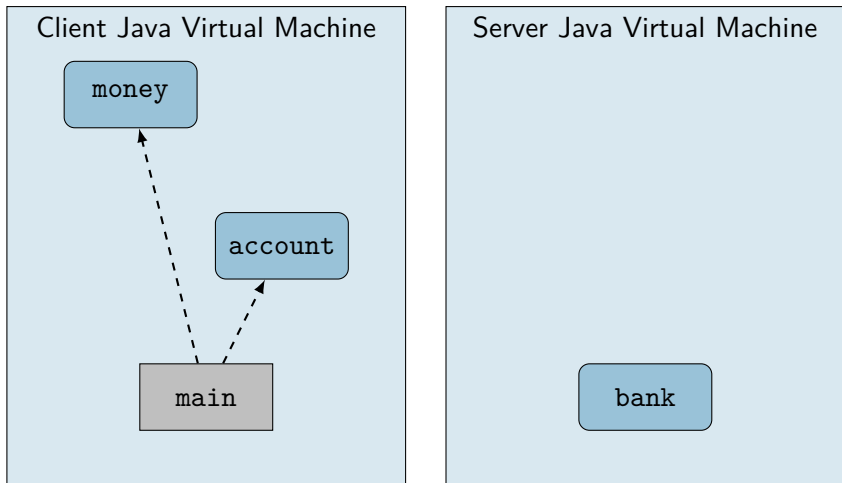 Client Java Virtual Machine
money
account
main
Server Java Virtual Machine
bank